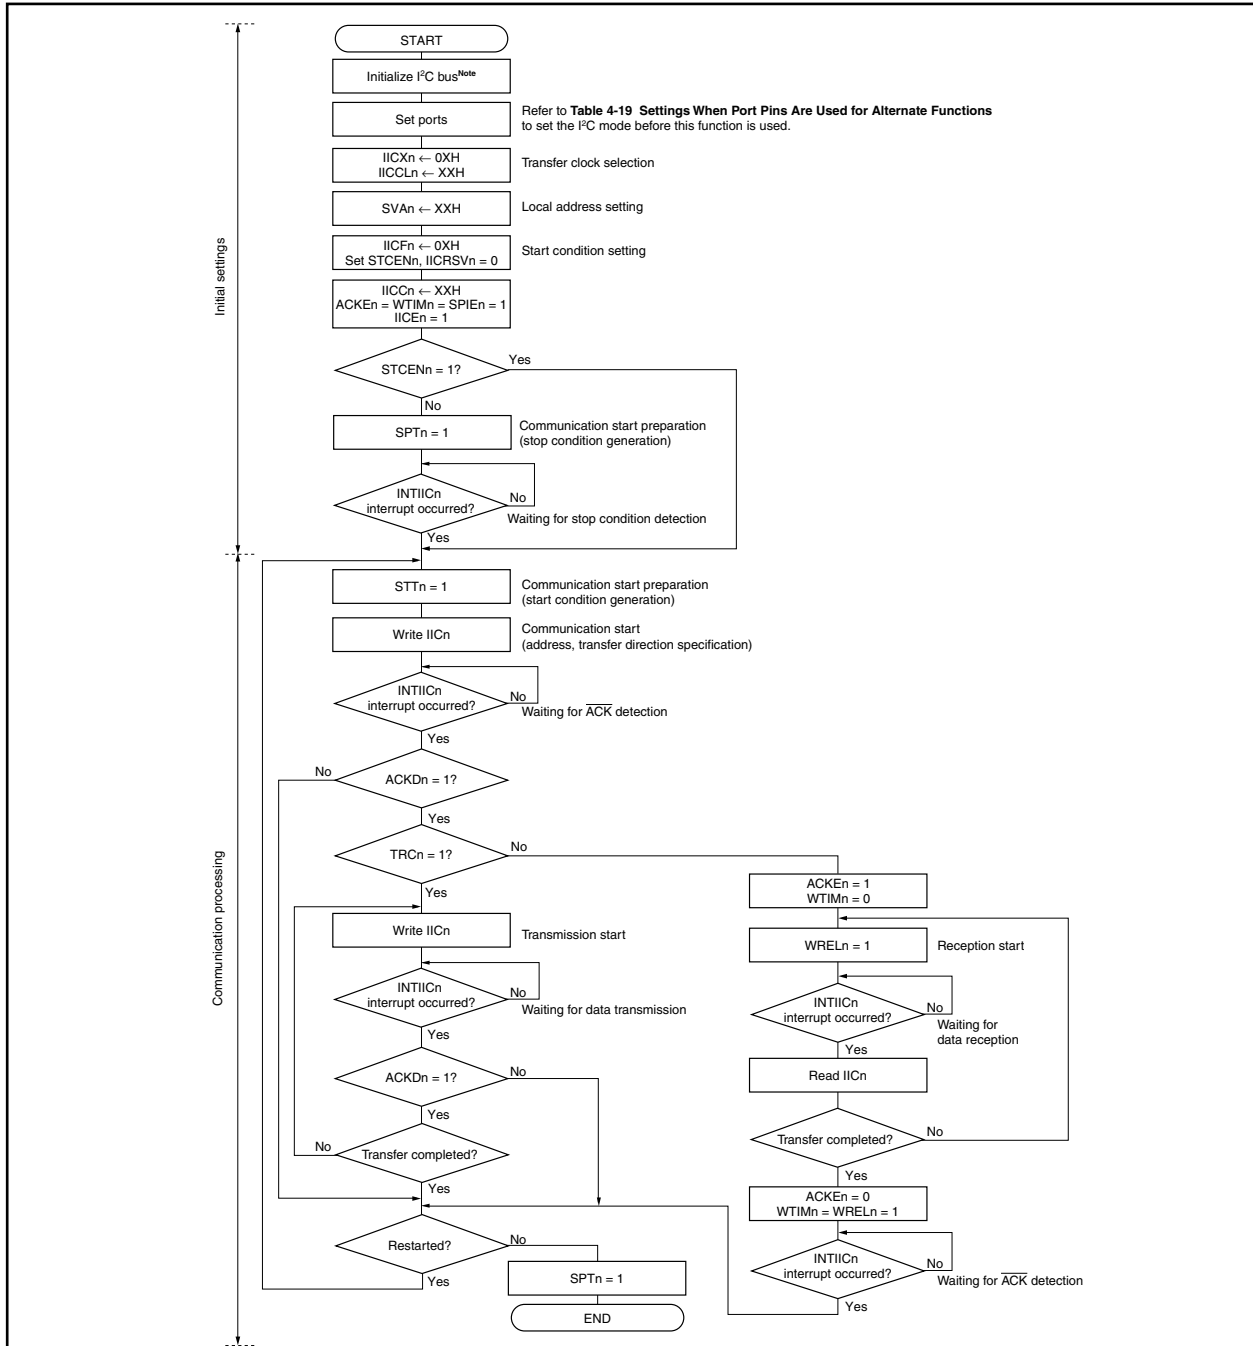 START
Initialize I²C busNote
Set ports
Refer to Table 4-19 Settings When Port Pins Are Used for Alternate Functions
to set the I²C mode before this function is used.
IICXn ← 0XH
IICCLn ← XXH
Transfer clock selection
SVAn ← XXH
Local address setting
IICFn ← 0XH
Set STCENn, IICRSVn = 0
Start condition setting
IICCn ← XXH
ACKEn = WTIMn = SPIEn = 1
IICEn = 1
Initial settings
STCENn = 1?
Yes
No
SPTn = 1
Communication start preparation
(stop condition generation)
INTIICn
interrupt occurred?
No
Waiting for stop condition detection
Yes
STTn = 1
Communication start preparation
(start condition generation)
Write IICn
Communication start
(address, transfer direction specification)
INTIICn
interrupt occurred?
No
Waiting for A̅C̅K̅ detection
Yes
No
ACKDn = 1?
Yes
TRCn = 1?
No
Yes
Communication processing
Write IICn
Transmission start
INTIICn
interrupt occurred?
No
Waiting for data transmission
Yes
ACKDn = 1?
No
Yes
No
Transfer completed?
Yes
Restarted?
No
Yes
SPTn = 1
END
ACKEn = 1
WTIMn = 0
WRELn = 1
Reception start
INTIICn
interrupt occurred?
No
Waiting for
data reception
Yes
Read IICn
Transfer completed?
No
Yes
ACKEn = 0
WTIMn = WRELn = 1
INTIICn
interrupt occurred?
No
Waiting for A̅C̅K̅ detection
Yes